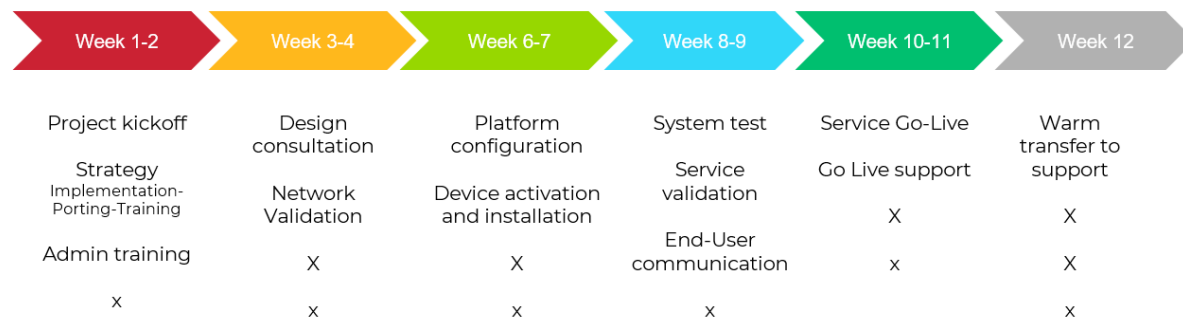 Week 1-2
Week 3-4
Week 6-7
Week 8-9
Week 10-11
Week 12
Project kickoff
Strategy
Implementation-
Porting-Training
Admin training
x
Design
consultation
Network
Validation
X
x
Platform
configuration
Device activation
and installation
X
x
System test
Service
validation
End-User
communication
x
Service Go-Live
Go Live support
X
x
Warm
transfer to
support
X
X
x